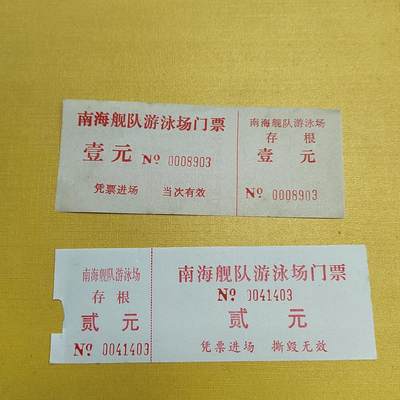 南海舰队游泳场门票
壹元 № 0008903
凭票进场 当次有效
南海舰队游泳场
存根
壹元
№ 0008903
南海舰队游泳场
存根
贰元
№ 0041403
南海舰队游泳场门票
№ 0041403
贰元
凭票进场 撕毁无效